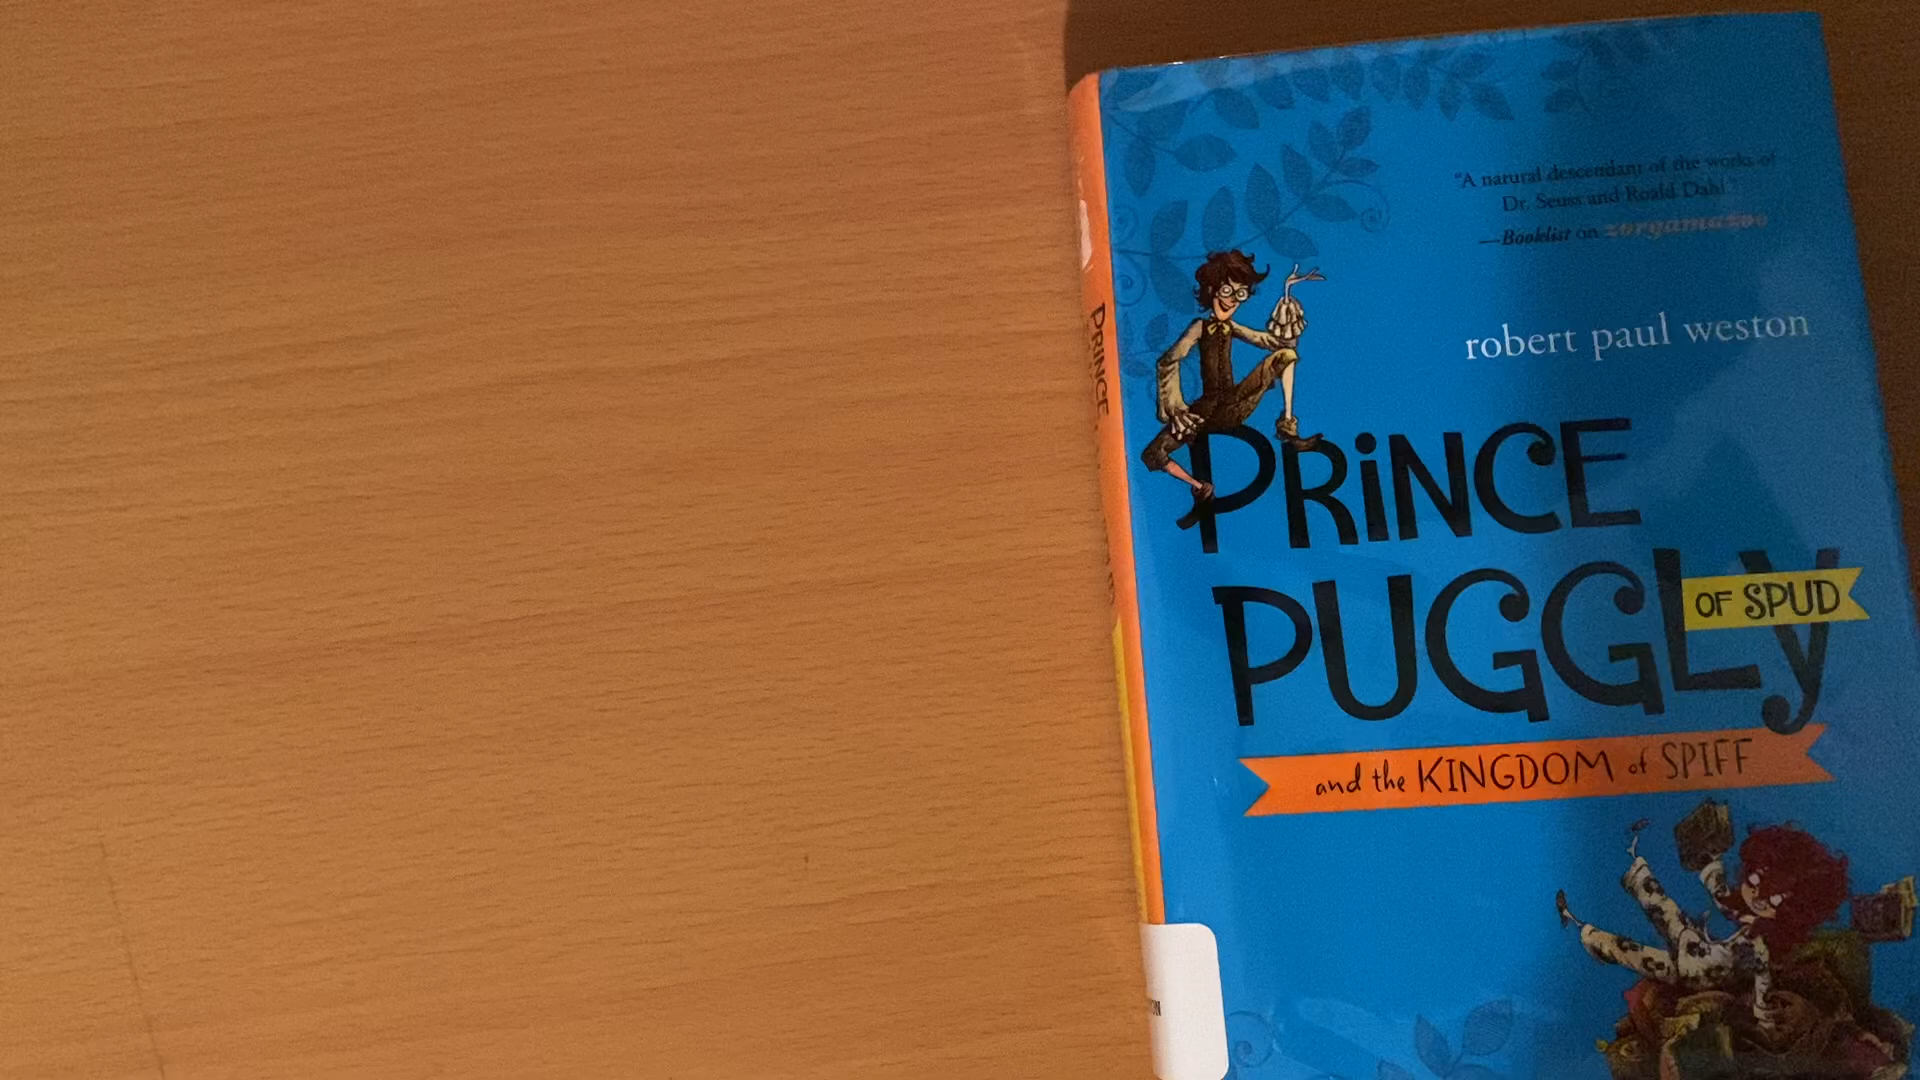 "A natural descendant of the works of
Dr. Seuss and Roald Dahl."
—Booklist on zorgamazoo
robert paul weston
PRiNCE
PUGGLy
OF SPUD
and the KINGDOM of SPIFF
PRiNCE